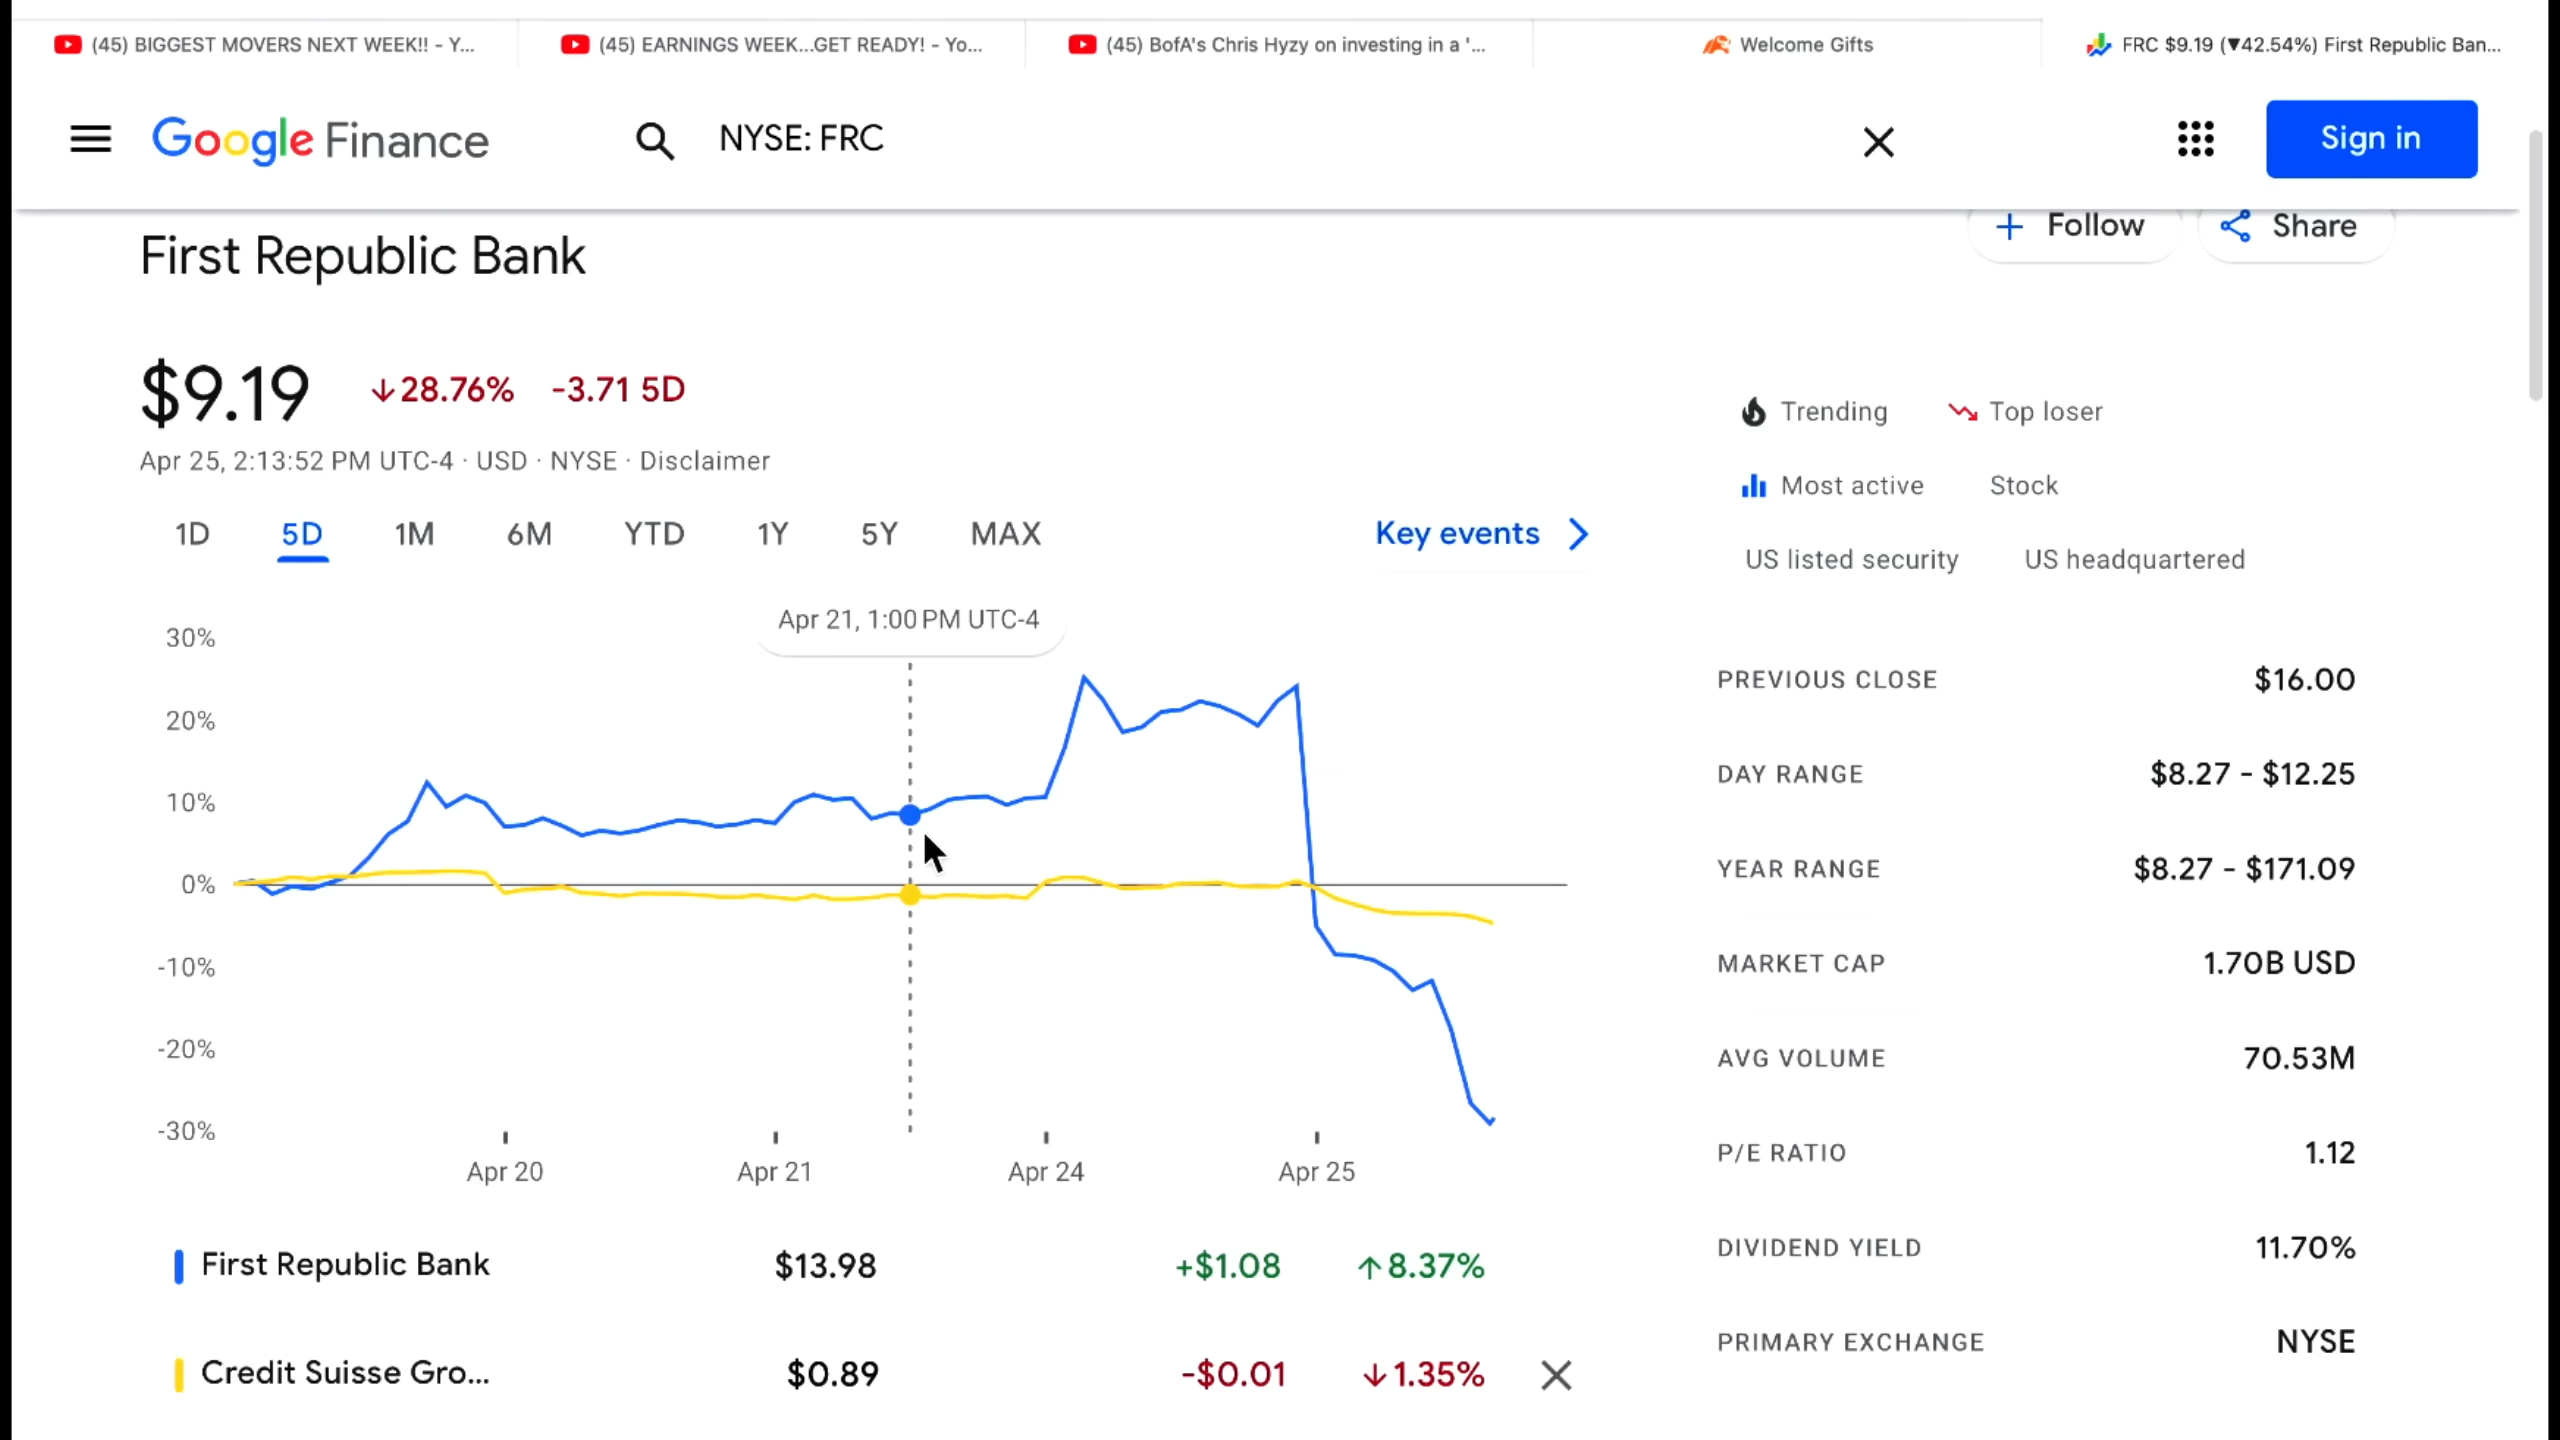 (45) BIGGEST MOVERS NEXT WEEK!! - Y...
(45) EARNINGS WEEK...GET READY! - Yo...
(45) BofA's Chris Hyzy on investing in a '...
Welcome Gifts
FRC $9.19 (▼42.54%) First Republic Ban...
Google Finance
NYSE: FRC
Sign in
First Republic Bank
+ Follow
Share
$9.19 ↓28.76% -3.71 5D
Apr 25, 2:13:52 PM UTC-4 · USD · NYSE · Disclaimer
1D 5D 1M 6M YTD 1Y 5Y MAX
Key events
Apr 21, 1:00 PM UTC-4
30%
20%
10%
0%
-10%
-20%
-30%
Apr 20 Apr 21 Apr 24 Apr 25
First Republic Bank $13.98 +$1.08 ↑8.37%
Credit Suisse Gro... $0.89 -$0.01 ↓1.35%
Trending Top loser
Most active Stock
US listed security US headquartered
PREVIOUS CLOSE $16.00
DAY RANGE $8.27 - $12.25
YEAR RANGE $8.27 - $171.09
MARKET CAP 1.70B USD
AVG VOLUME 70.53M
P/E RATIO 1.12
DIVIDEND YIELD 11.70%
PRIMARY EXCHANGE NYSE